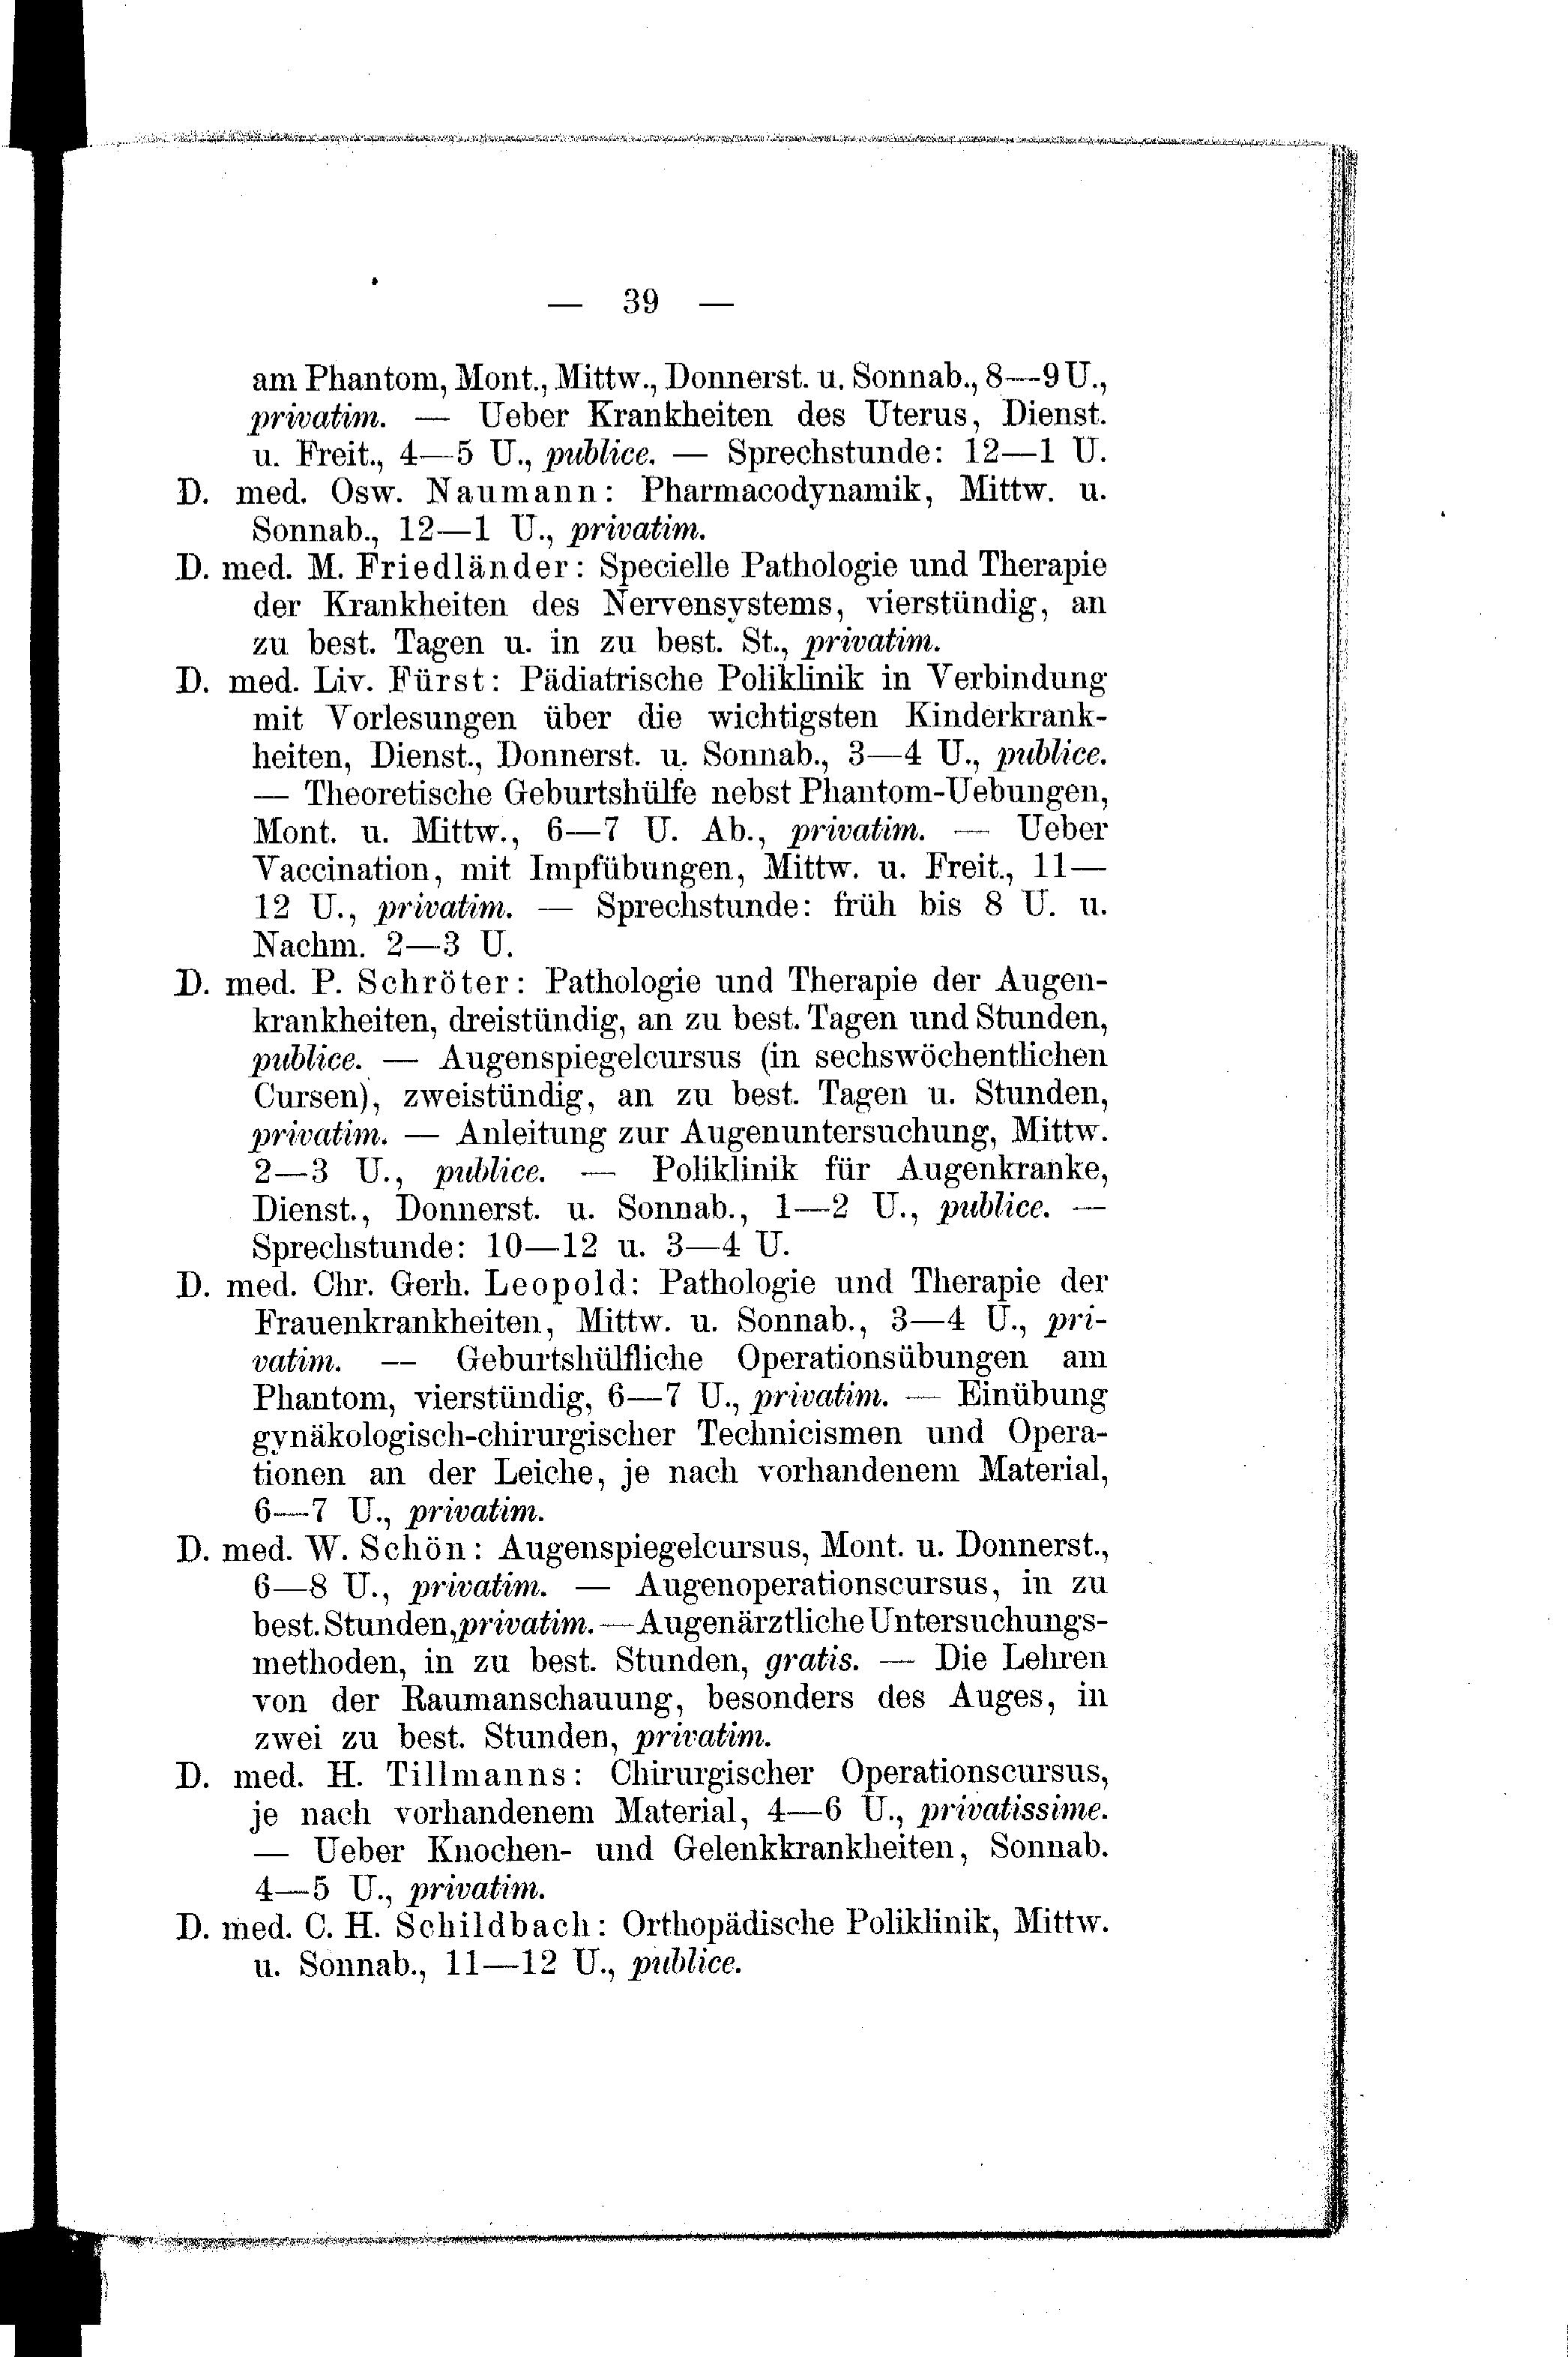 — 39 —
am Phantom, Mont., Mittw., Donnerst. u. Sonnab., 8—9 U.,
privatim. — Ueber Krankheiten des Uterus, Dienst.
u. Freit., 4—5 U., publice. — Sprechstunde: 12—1 U.
D. med. Osw. Naumann: Pharmacodynamik, Mittw. u.
Sonnab., 12—1 U., privatim.
D. med. M. Friedländer: Specielle Pathologie und Therapie
der Krankheiten des Nervensystems, vierstündig, an
zu best. Tagen u. in zu best. St., privatim.
D. med. Liv. Fürst: Pädiatrische Poliklinik in Verbindung
mit Vorlesungen über die wichtigsten Kinderkrank-
heiten, Dienst., Donnerst. u. Sonnab., 3—4 U., publice.
— Theoretische Geburtshülfe nebst Phantom-Uebungen,
Mont. u. Mittw., 6—7 U. Ab., privatim. — Ueber
Vaccination, mit Impfübungen, Mittw. u. Freit., 11—
12 U., privatim. — Sprechstunde: früh bis 8 U. u.
Nachm. 2—3 U.
D. med. P. Schröter: Pathologie und Therapie der Augen-
krankheiten, dreistündig, an zu best. Tagen und Stunden,
publice. — Augenspiegelcursus (in sechswöchentlichen
Cursen), zweistündig, an zu best. Tagen u. Stunden,
privatim. — Anleitung zur Augenuntersuchung, Mittw.
2—3 U., publice. — Poliklinik für Augenkranke,
Dienst., Donnerst. u. Sonnab., 1—2 U., publice. —
Sprechstunde: 10—12 u. 3—4 U.
D. med. Chr. Gerh. Leopold: Pathologie und Therapie der
Frauenkrankheiten, Mittw. u. Sonnab., 3—4 U., pri-
vatim. — Geburtshülfliche Operationsübungen am
Phantom, vierstündig, 6—7 U., privatim. — Einübung
gynäkologisch-chirurgischer Technicismen und Opera-
tionen an der Leiche, je nach vorhandenem Material,
6—7 U., privatim.
D. med. W. Schön: Augenspiegelcursus, Mont. u. Donnerst.,
6—8 U., privatim. — Augenoperationscursus, in zu
best. Stunden, privatim. — Augenärztliche Untersuchungs-
methoden, in zu best. Stunden, gratis. — Die Lehren
von der Raumanschauung, besonders des Auges, in
zwei zu best. Stunden, privatim.
D. med. H. Tillmanns: Chirurgischer Operationscursus,
je nach vorhandenem Material, 4—6 U., privatissime.
— Ueber Knochen- und Gelenkkrankheiten, Sonnab.
4—5 U., privatim.
D. med. C. H. Schildbach: Orthopädische Poliklinik, Mittw.
u. Sonnab., 11—12 U., publice.